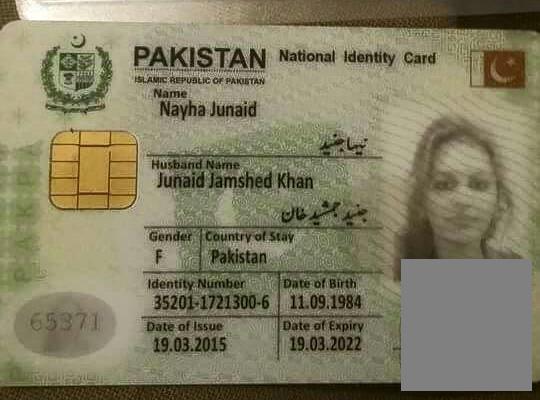 PAKISTAN National Identity Card
ISLAMIC REPUBLIC OF PAKISTAN
Name
Nayha Junaid
نیہا جنید
Husband Name
Junaid Jamshed Khan
جنید جمشید خان
Gender Country of Stay
F Pakistan
Identity Number Date of Birth
35201-1721300-6 11.09.1984
65371
Date of Issue Date of Expiry
19.03.2015 19.03.2022